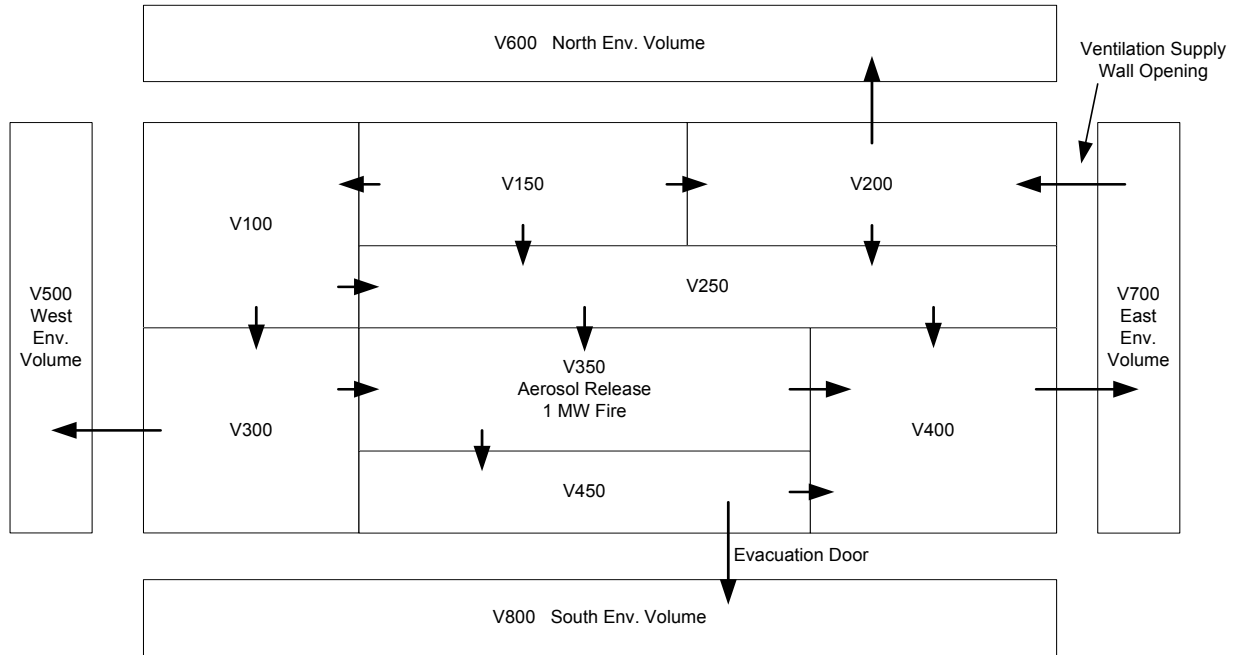 V600 North Env. Volume
Ventilation Supply
Wall Opening
V150
V200
V100
V250
V500
West
Env.
Volume
V700
East
Env.
Volume
V350
Aerosol Release
1 MW Fire
V300
V400
V450
Evacuation Door
V800 South Env. Volume